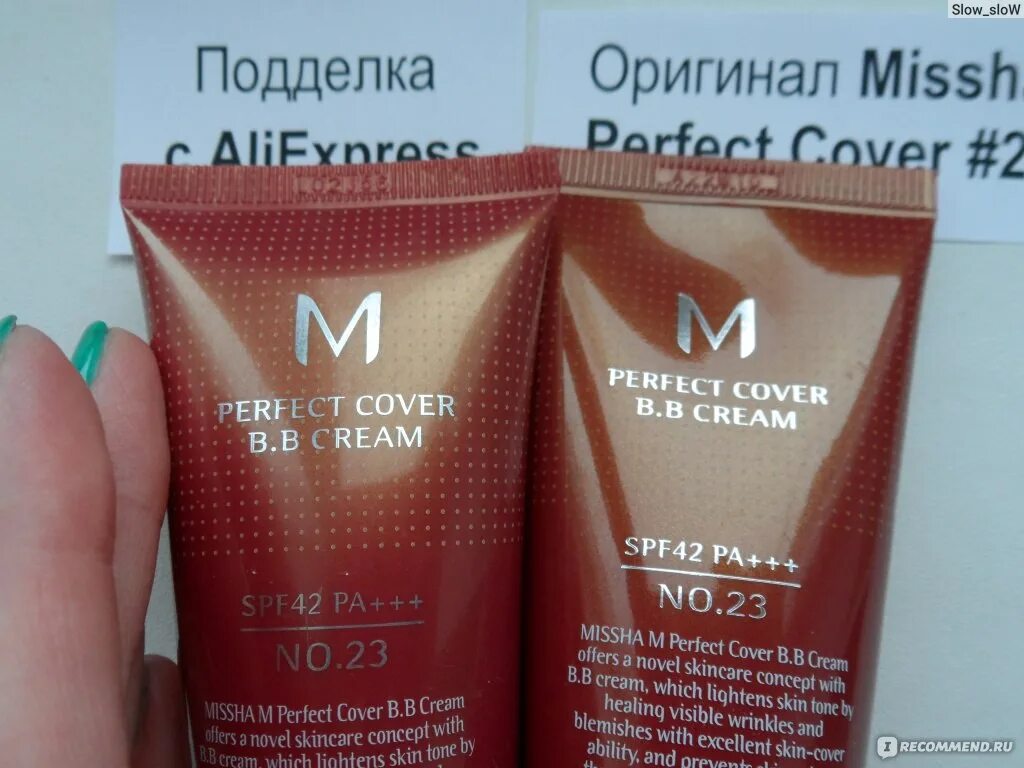 Slow_sloW
Подделка
с AliExpress
Оригинал Missh
Perfect Cover #2
M
PERFECT COVER
B.B CREAM
SPF42 PA+++
NO.23
MISSHA M Perfect Cover B.B Cream
offers a novel skincare concept with
B.B cream, which lightens skin tone by
M
PERFECT COVER
B.B CREAM
SPF42 PA+++
NO.23
MISSHA M Perfect Cover B.B Cream
offers a novel skincare concept with
B.B cream, which lightens skin tone by
healing visible wrinkles and
blemishes with excellent skin-cover
ability, and prevents
IRECOMMEND.RU